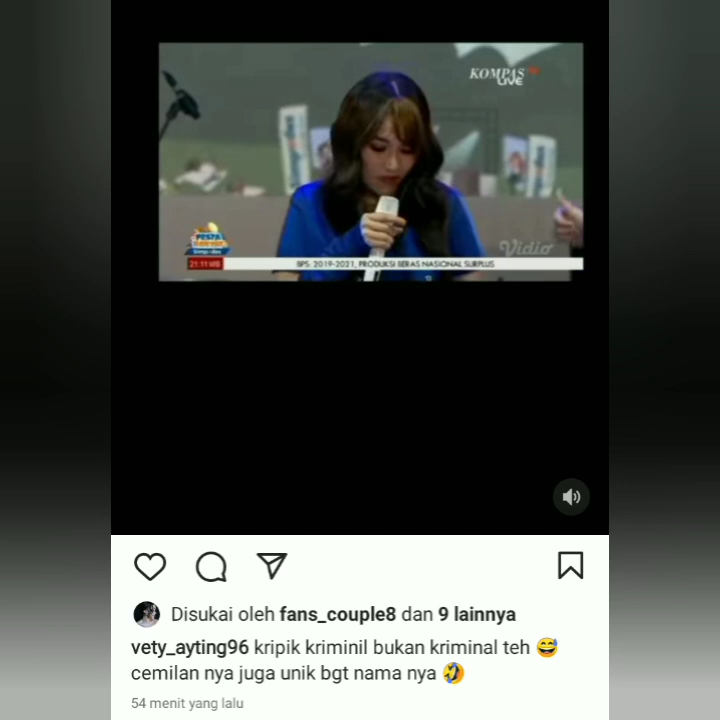 KOMPAS TV
LIVE
PESTA
Vidio
21:11 WIB BPS: 2019-2021, PRODUKSI BERAS NASIONAL SURPLUS
Disukai oleh fans_couple8 dan 9 lainnya
vety_ayting96 kripik kriminil bukan kriminal teh 😅
cemilan nya juga unik bgt nama nya 🤣
54 menit yang lalu